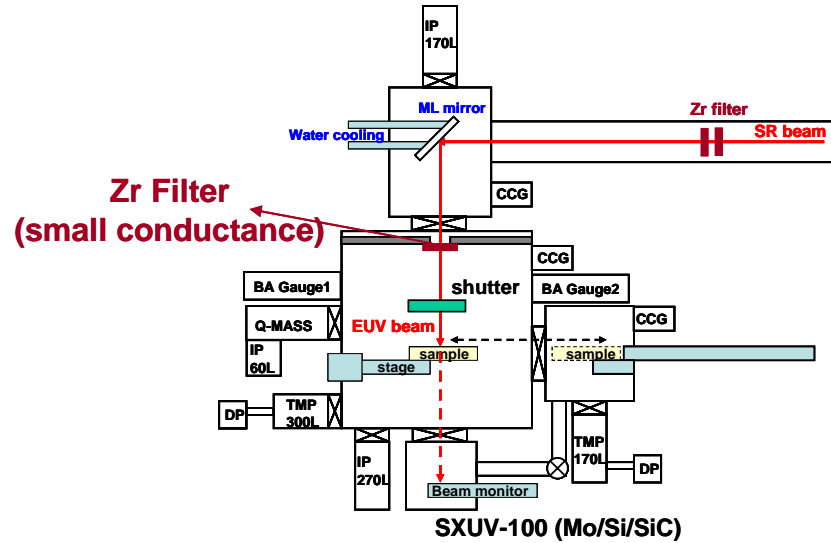 IP
170L
ML mirror
Water cooling
Zr filter
SR beam
CCG
Zr Filter
(small conductance)
CCG
BA Gauge1
shutter
BA Gauge2
Q-MASS
EUV beam
CCG
IP
60L
sample
sample
stage
DP
TMP
300L
IP
270L
TMP
170L
DP
Beam monitor
SXUV-100 (Mo/Si/SiC)